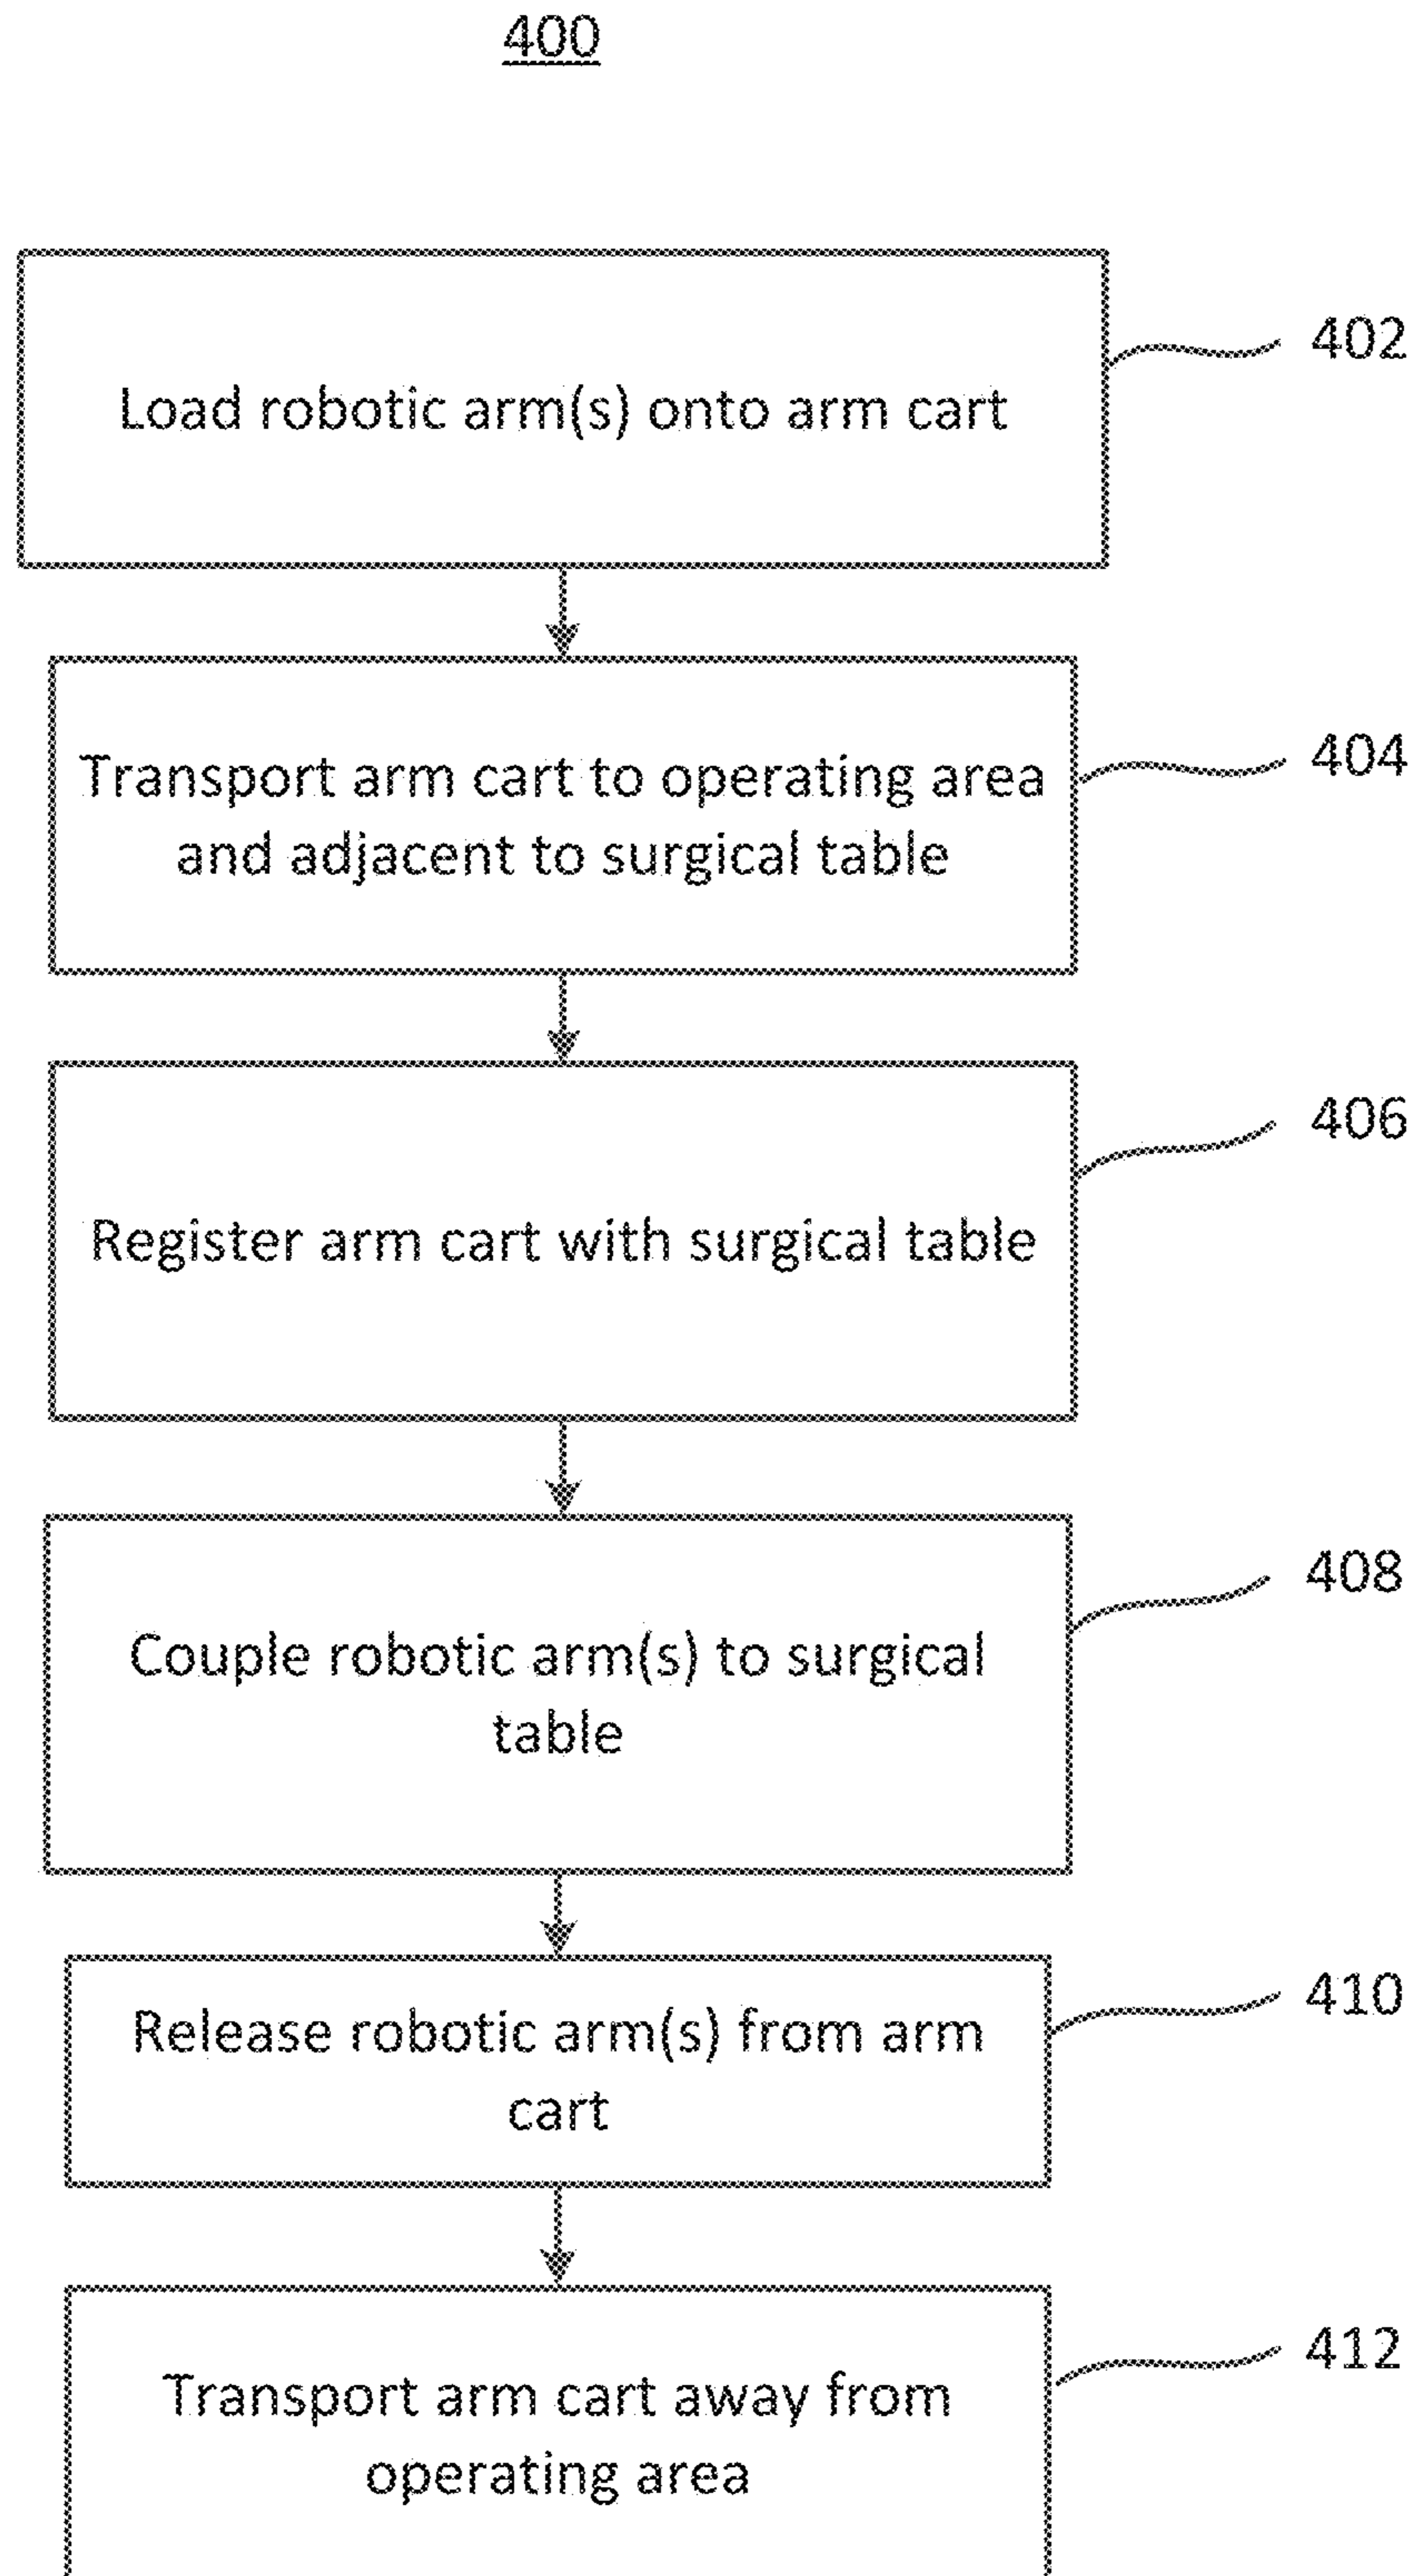 400
Load robotic arm(s) onto arm cart
402
Transport arm cart to operating area
and adjacent to surgical table
404
Register arm cart with surgical table
406
Couple robotic arm(s) to surgical
table
408
Release robotic arm(s) from arm
cart
410
Transport arm cart away from
operating area
412